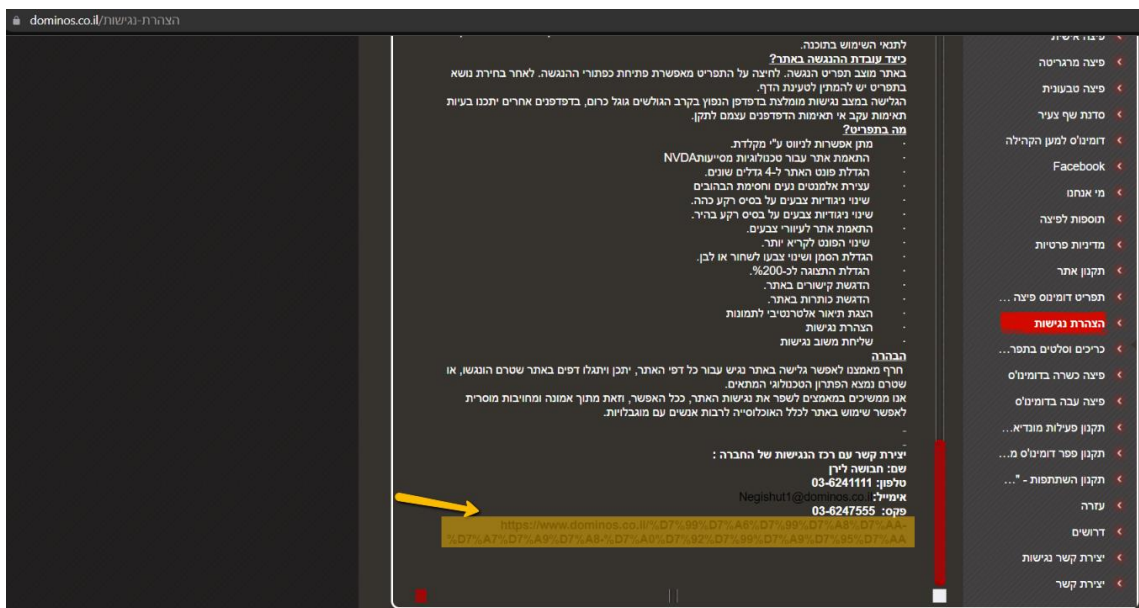 dominos.co.il/הצהרת-נגישות
לתנאי השימוש בתוכנה.
כיצד עובדת ההנגשה באתר?
באתר מוצב תפריט הנגשה. לחיצה על התפריט מאפשרת פתיחת כפתורי ההנגשה. לאחר בחירת נושא
בתפריט יש להמתין לטעינת הדף.
הגלישה במצב נגישות מומלצת בדפדפן הנפוץ בקרב הגולשים גוגל כרום, בדפדפנים אחרים יתכנו בעיות
תאימות עקב אי תאימות הדפדפנים עצמם לתקן.
מה בתפריט?
· מתן אפשרות לניווט ע"י מקלדת.
· התאמת אתר עבור טכנולוגיות מסייעותNVDA
· הגדלת פונט האתר ל-4 גדלים שונים.
· עצירת אלמנטים נעים וחסימת הבהובים
· שינוי ניגודיות צבעים על בסיס רקע כהה.
· שינוי ניגודיות צבעים על בסיס רקע בהיר.
· התאמת אתר לעיוורי צבעים.
· שינוי הפונט לקריא יותר.
· הגדלת הסמן ושינוי צבעו לשחור או לבן.
· הגדלת התצוגה לכ-200%.
· הדגשת קישורים באתר.
· הדגשת כותרות באתר.
· הצגת תיאור אלטרנטיבי לתמונות
· הצהרת נגישות
· שליחת משוב נגישות
הבהרה
חרף מאמצנו לאפשר גלישה באתר נגיש עבור כל דפי האתר, יתכן ויתגלו דפים באתר שטרם הונגשו, או
שטרם נמצא הפתרון הטכנולוגי המתאים.
אנו ממשיכים במאמצים לשפר את נגישות האתר, ככל האפשר, וזאת מתוך אמונה ומחויבות מוסרית
לאפשר שימוש באתר לכלל האוכלוסייה לרבות אנשים עם מוגבלויות.
יצירת קשר עם רכז הנגישות של החברה :
שם: חבושה לירן
טלפון: 03-6241111
אימייל:Negishut1@dominos.co.il
פקס: 03-6247555
https://www.dominos.co.il/%D7%99%D7%A6%D7%99%D7%A8%D7%AA-
%D7%A7%D7%A9%D7%A8-%D7%A0%D7%92%D7%99%D7%A9%D7%95%D7%AA
פיצה אישית
פיצה מרגריטה
פיצה טבעונית
סדנת שף צעיר
דומינו'ס למען הקהילה
Facebook
מי אנחנו
תוספות לפיצה
מדיניות פרטיות
תקנון אתר
תפריט דומינוס פיצה ...
הצהרת נגישות
כריכים וסלטים בתפר...
פיצה כשרה בדומינו'ס
פיצה עבה בדומינו'ס
תקנון פעילות מונדיא...
תקנון פפר דומינו'ס מ...
תקנון השתתפות - "...
עזרה
דרושים
יצירת קשר נגישות
יצירת קשר